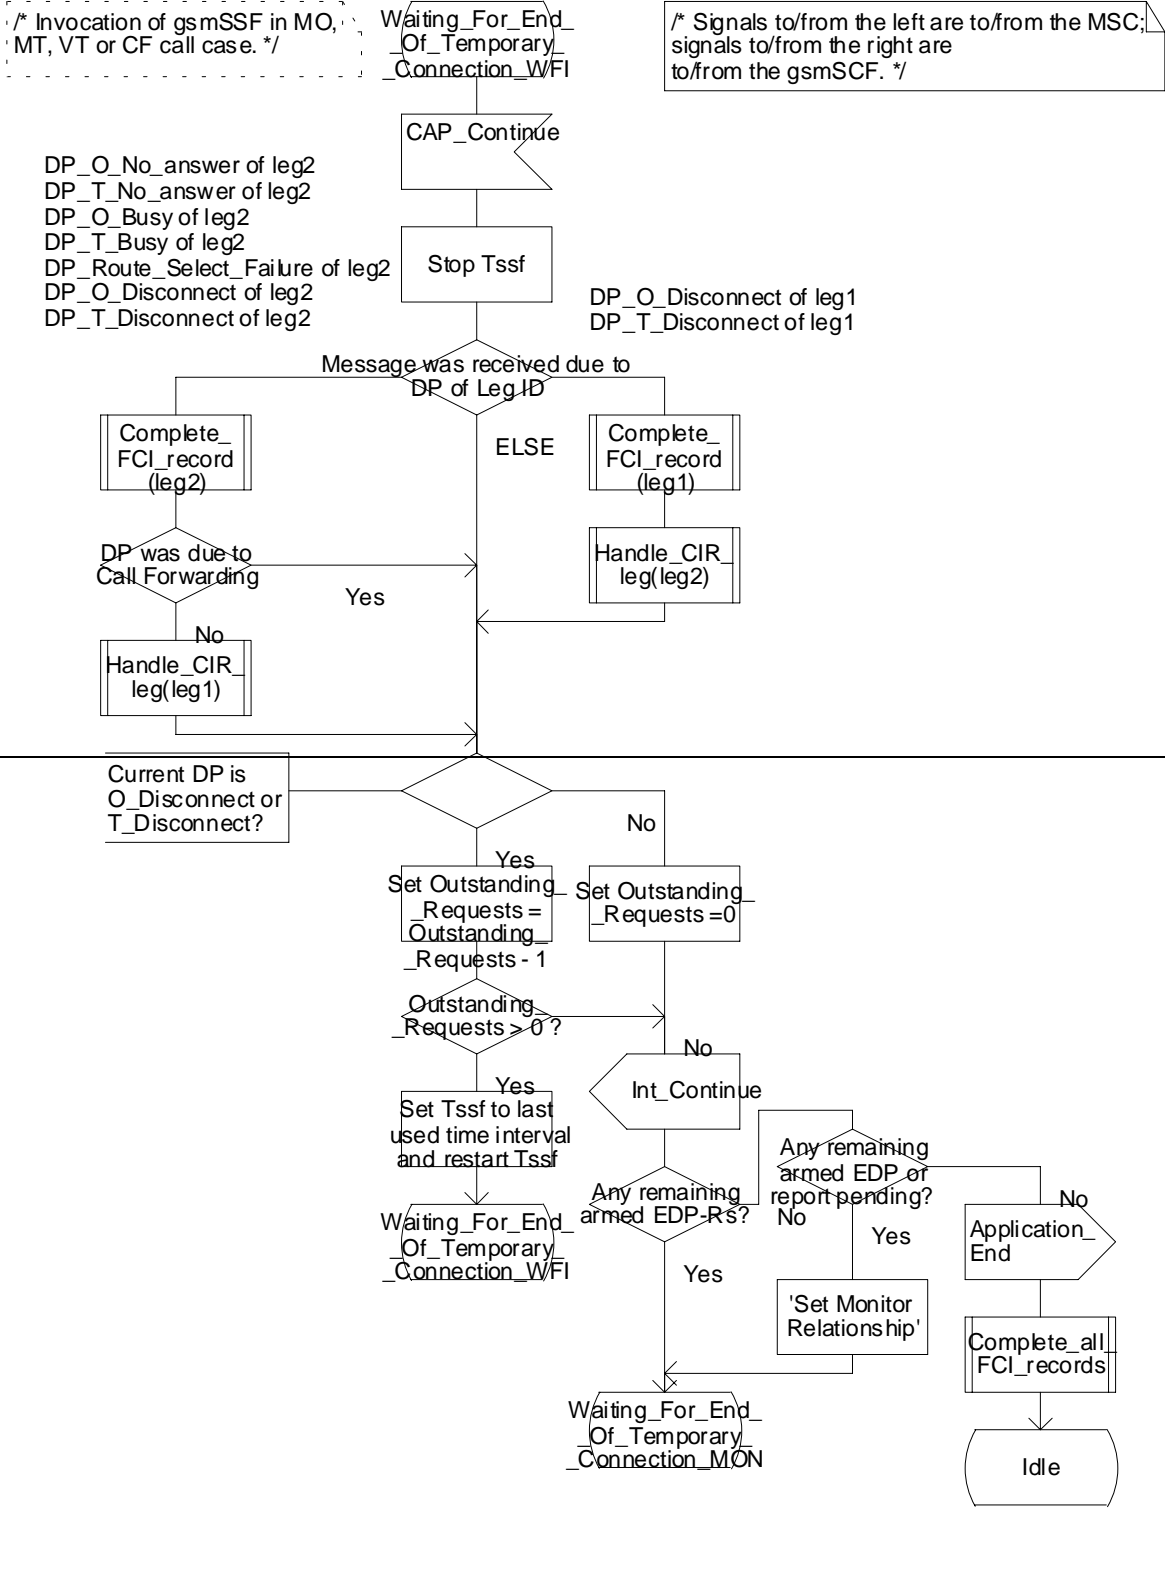 /* Invocation of gsmSSF in MO,
MT, VT or CF call case. */
Waiting_For_End_
_Of_Temporary_
_Connection_WFI
/* Signals to/from the left are to/from the MSC;
signals to/from the right are
to/from the gsmSCF. */
CAP_Continue
DP_O_No_answer of leg2
DP_T_No_answer of leg2
DP_O_Busy of leg2
DP_T_Busy of leg2
DP_Route_Select_Failure of leg2
DP_O_Disconnect of leg2
DP_T_Disconnect of leg2
Stop Tssf
DP_O_Disconnect of leg1
DP_T_Disconnect of leg1
Message was received due to
DP of Leg ID
Complete_
FCI_record
(leg2)
ELSE
Complete_
FCI_record
(leg1)
DP was due to
Call Forwarding
Yes
Handle_CIR_
leg(leg2)
No
Handle_CIR_
leg(leg1)
Current DP is
O_Disconnect or
T_Disconnect?
No
Yes
Set Outstanding_
_Requests =
Outstanding_
_Requests - 1
Set Outstanding_
_Requests =0
Outstanding_
_Requests > 0 ?
No
Yes
Int_Continue
Set Tssf to last
used time interval
and restart Tssf
Any remaining
armed EDP or
report pending?
Any remaining
armed EDP-Rs?
No
Yes
No
Application_
End
Waiting_For_End_
_Of_Temporary_
_Connection_WFI
Yes
'Set Monitor
Relationship'
Complete_all_
FCI_records
Waiting_For_End_
_Of_Temporary_
_Connection_MON
Idle